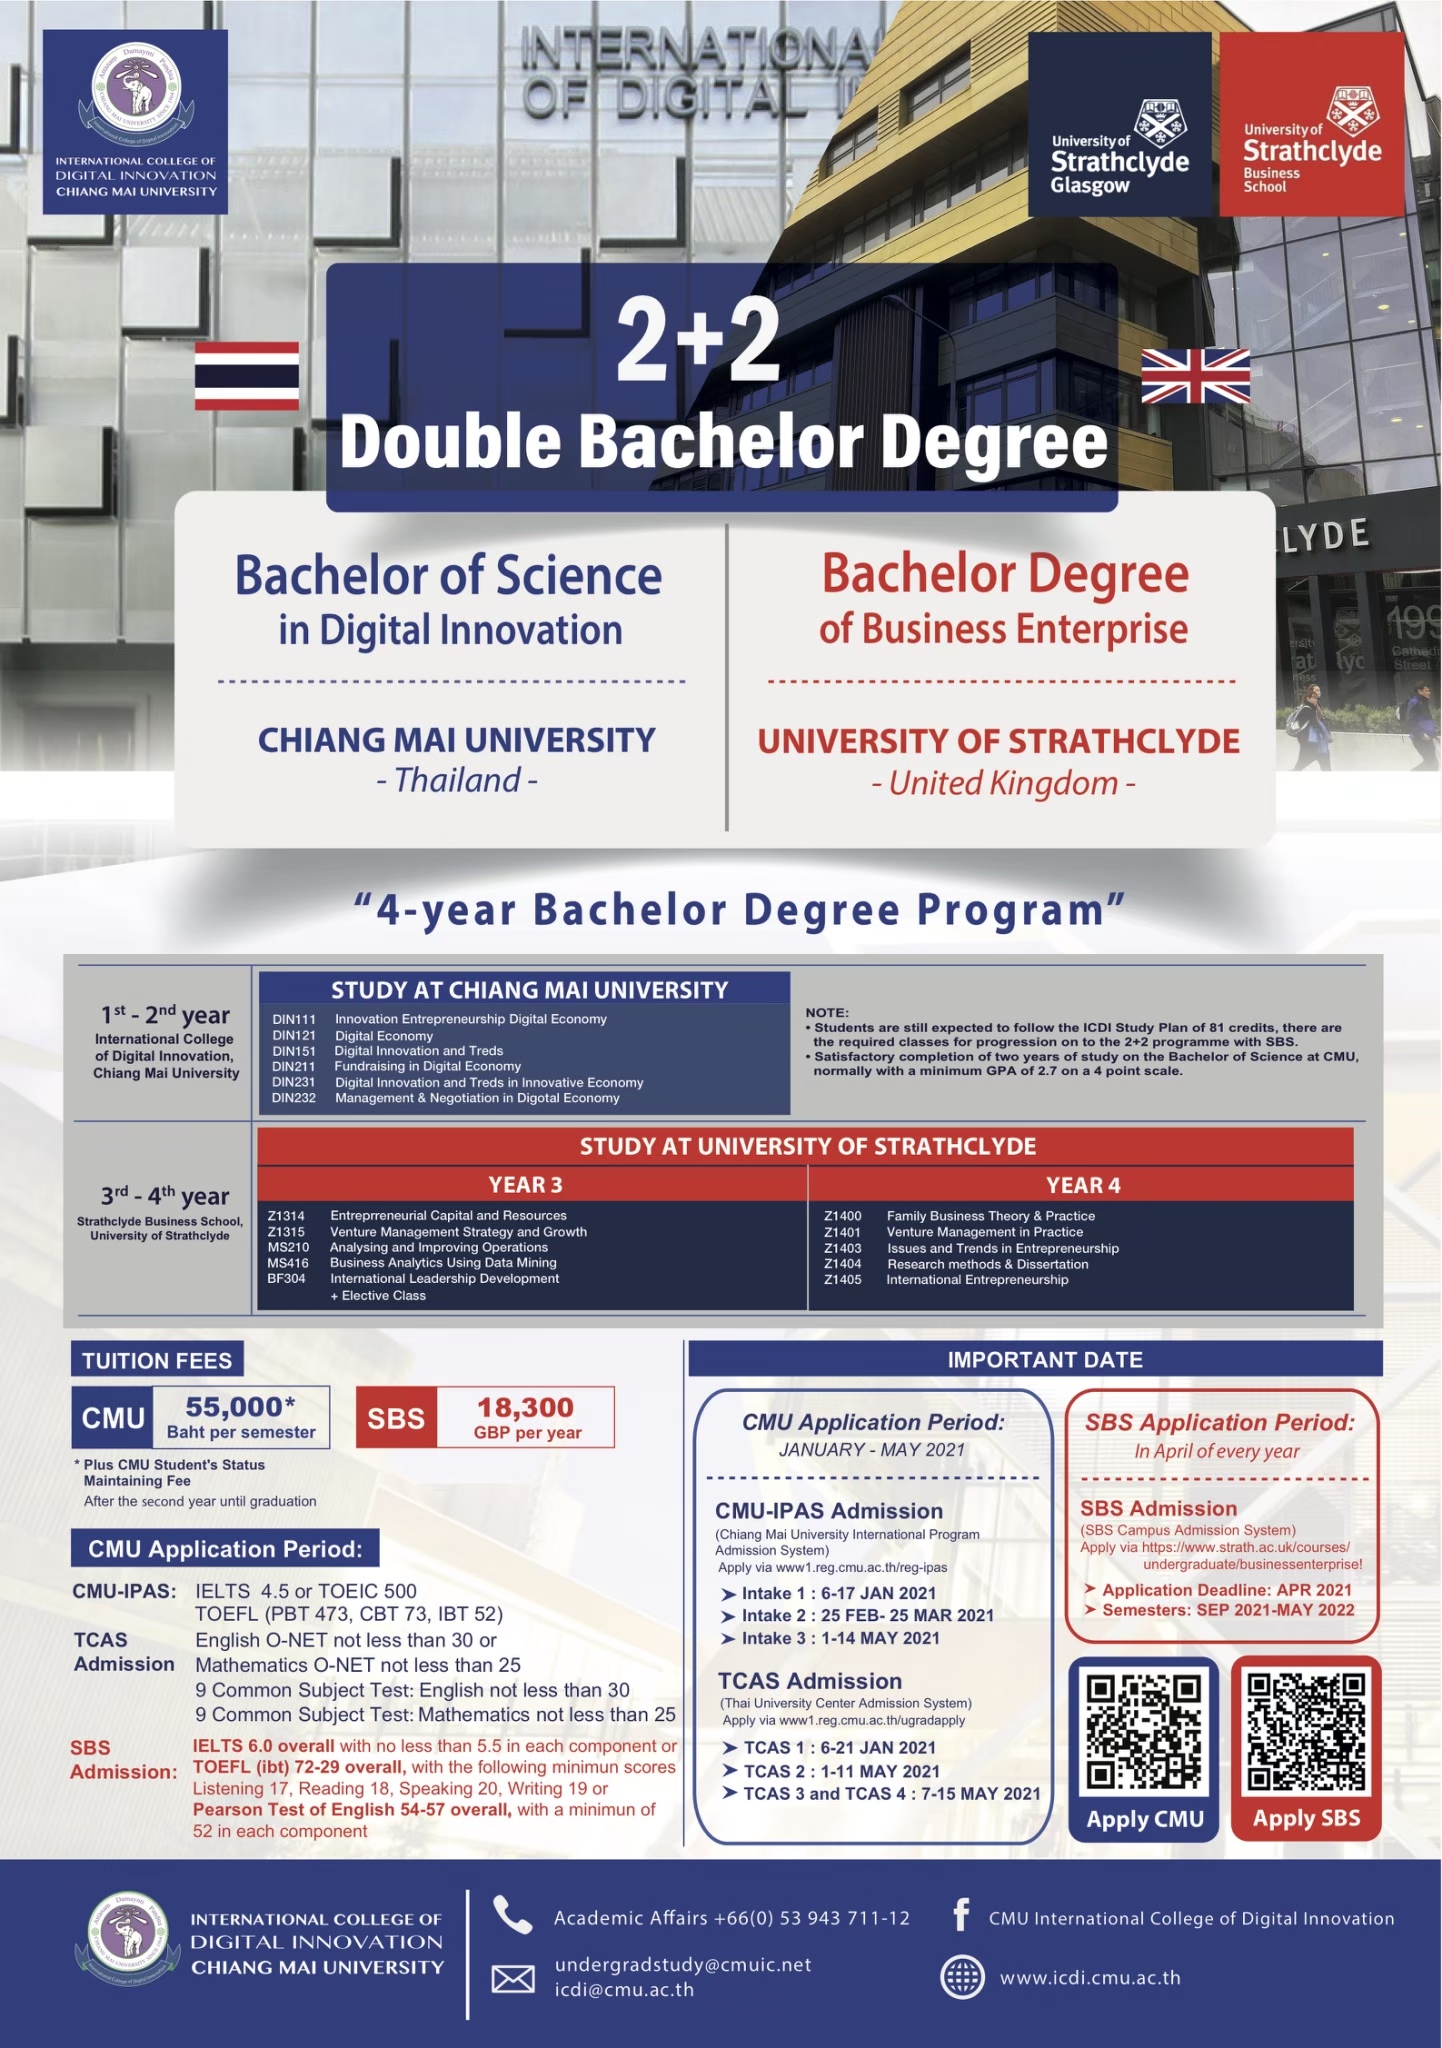 INTERNATIONA
OF DIGITAL
INTERNATIONAL COLLEGE OF
DIGITAL INNOVATION
CHIANG MAI UNIVERSITY
University of
Strathclyde
Glasgow
University of
Strathclyde
Business
School
2+2
Double Bachelor Degree
LYDE
Bachelor of Science
in Digital Innovation
CHIANG MAI UNIVERSITY
- Thailand -
Bachelor Degree
of Business Enterprise
UNIVERSITY OF STRATHCLYDE
- United Kingdom -
199
Street
“4-year Bachelor Degree Program”
1st - 2nd year
International College
of Digital Innovation,
Chiang Mai University
STUDY AT CHIANG MAI UNIVERSITY
DIN111 Innovation Entrepreneurship Digital Economy
DIN121 Digital Economy
DIN151 Digital Innovation and Treds
DIN211 Fundraising in Digital Economy
DIN231 Digital Innovation and Treds in Innovative Economy
DIN232 Management & Negotiation in Digotal Economy
NOTE:
• Students are still expected to follow the ICDI Study Plan of 81 credits, there are
the required classes for progression on to the 2+2 programme with SBS.
• Satisfactory completion of two years of study on the Bachelor of Science at CMU,
normally with a minimum GPA of 2.7 on a 4 point scale.
3rd - 4th year
Strathclyde Business School,
University of Strathclyde
STUDY AT UNIVERSITY OF STRATHCLYDE
YEAR 3
Z1314 Entrepreneurial Capital and Resources
Z1315 Venture Management Strategy and Growth
MS210 Analysing and Improving Operations
MS416 Business Analytics Using Data Mining
BF304 International Leadership Development
+ Elective Class
YEAR 4
Z1400 Family Business Theory & Practice
Z1401 Venture Management in Practice
Z1403 Issues and Trends in Entrepreneurship
Z1404 Research methods & Dissertation
Z1405 International Entrepreneurship
TUITION FEES
CMU
55,000*
Baht per semester
SBS
18,300
GBP per year
* Plus CMU Student's Status
Maintaining Fee
After the second year until graduation
CMU Application Period:
CMU-IPAS: IELTS 4.5 or TOEIC 500
TOEFL (PBT 473, CBT 73, IBT 52)
TCAS English O-NET not less than 30 or
Admission Mathematics O-NET not less than 25
9 Common Subject Test: English not less than 30
9 Common Subject Test: Mathematics not less than 25
SBS IELTS 6.0 overall with no less than 5.5 in each component or
Admission: TOEFL (ibt) 72-29 overall, with the following minimun scores
Listening 17, Reading 18, Speaking 20, Writing 19 or
Pearson Test of English 54-57 overall, with a minimun of
52 in each component
IMPORTANT DATE
CMU Application Period:
JANUARY - MAY 2021
CMU-IPAS Admission
(Chiang Mai University International Program
Admission System)
Apply via www1.reg.cmu.ac.th/reg-ipas
➤ Intake 1 : 6-17 JAN 2021
➤ Intake 2 : 25 FEB- 25 MAR 2021
➤ Intake 3 : 1-14 MAY 2021
TCAS Admission
(Thai University Center Admission System)
Apply via www1.reg.cmu.ac.th/ugradapply
➤ TCAS 1 : 6-21 JAN 2021
➤ TCAS 2 : 1-11 MAY 2021
➤ TCAS 3 and TCAS 4 : 7-15 MAY 2021
SBS Application Period:
In April of every year
SBS Admission
(SBS Campus Admission System)
Apply via https://www.strath.ac.uk/courses/
undergraduate/businessenterprise!
➤ Application Deadline: APR 2021
➤ Semesters: SEP 2021-MAY 2022
Apply CMU
Apply SBS
INTERNATIONAL COLLEGE OF
DIGITAL INNOVATION
CHIANG MAI UNIVERSITY
Academic Affairs +66(0) 53 943 711-12
undergradstudy@cmuic.net
icdi@cmu.ac.th
CMU International College of Digital Innovation
www.icdi.cmu.ac.th